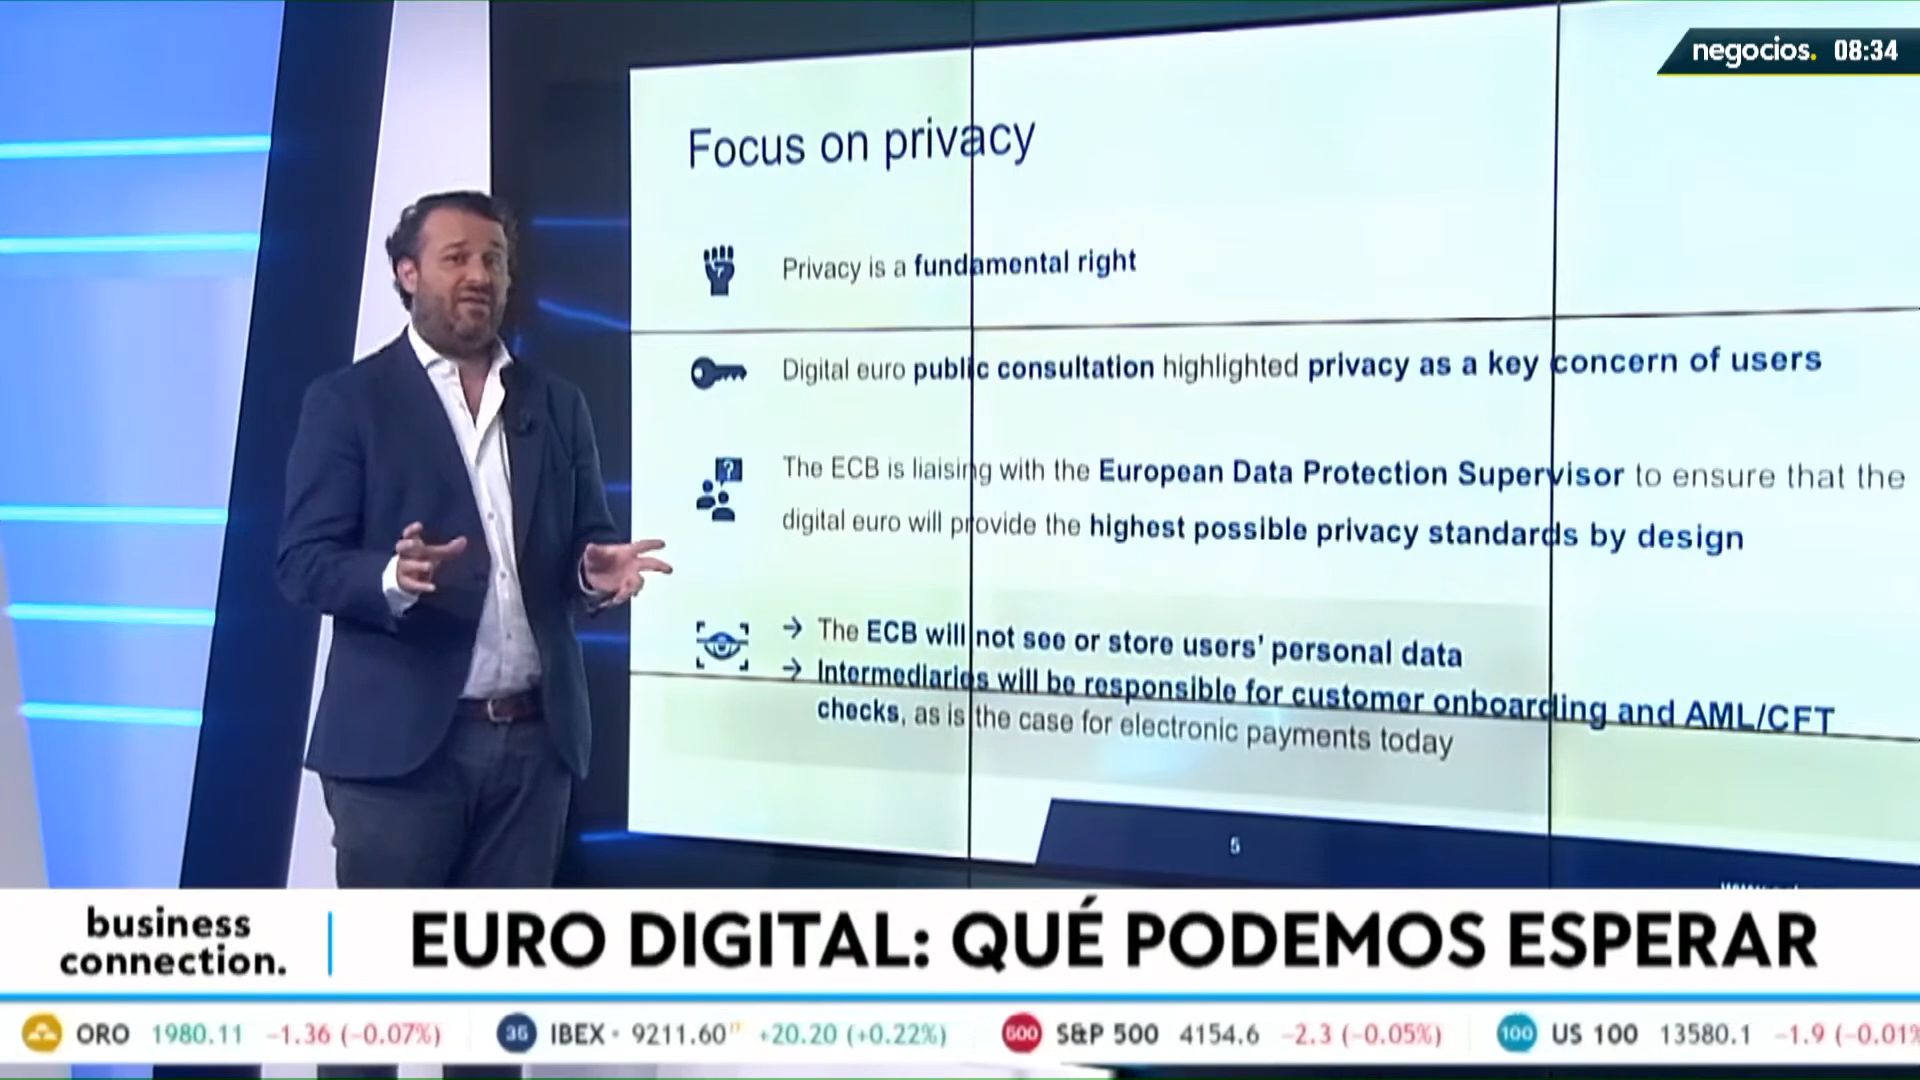 negocios. 08:34
Focus on privacy
Privacy is a fundamental right
Digital euro public consultation highlighted privacy as a key concern of users
The ECB is liaising with the European Data Protection Supervisor to ensure that the
digital euro will provide the highest possible privacy standards by design
→ The ECB will not see or store users' personal data
→ Intermediaries will be responsible for customer onboarding and AML/CFT
checks, as is the case for electronic payments today
5
business
connection.
EURO DIGITAL: QUÉ PODEMOS ESPERAR
ORO 1980.11 -1.36 (-0.07%) 35 IBEX 9211.60 +20.20 (+0.22%) 500 S&P 500 4154.6 -2.3 (-0.05%) 100 US 100 13580.1 -1.9 (-0.01%